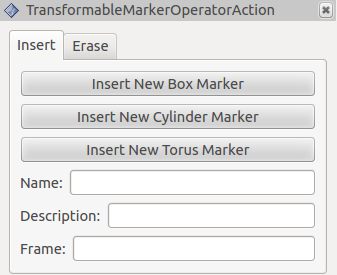 TransformableMarkerOperatorAction
Insert Erase
Insert New Box Marker
Insert New Cylinder Marker
Insert New Torus Marker
Name:
Description:
Frame: